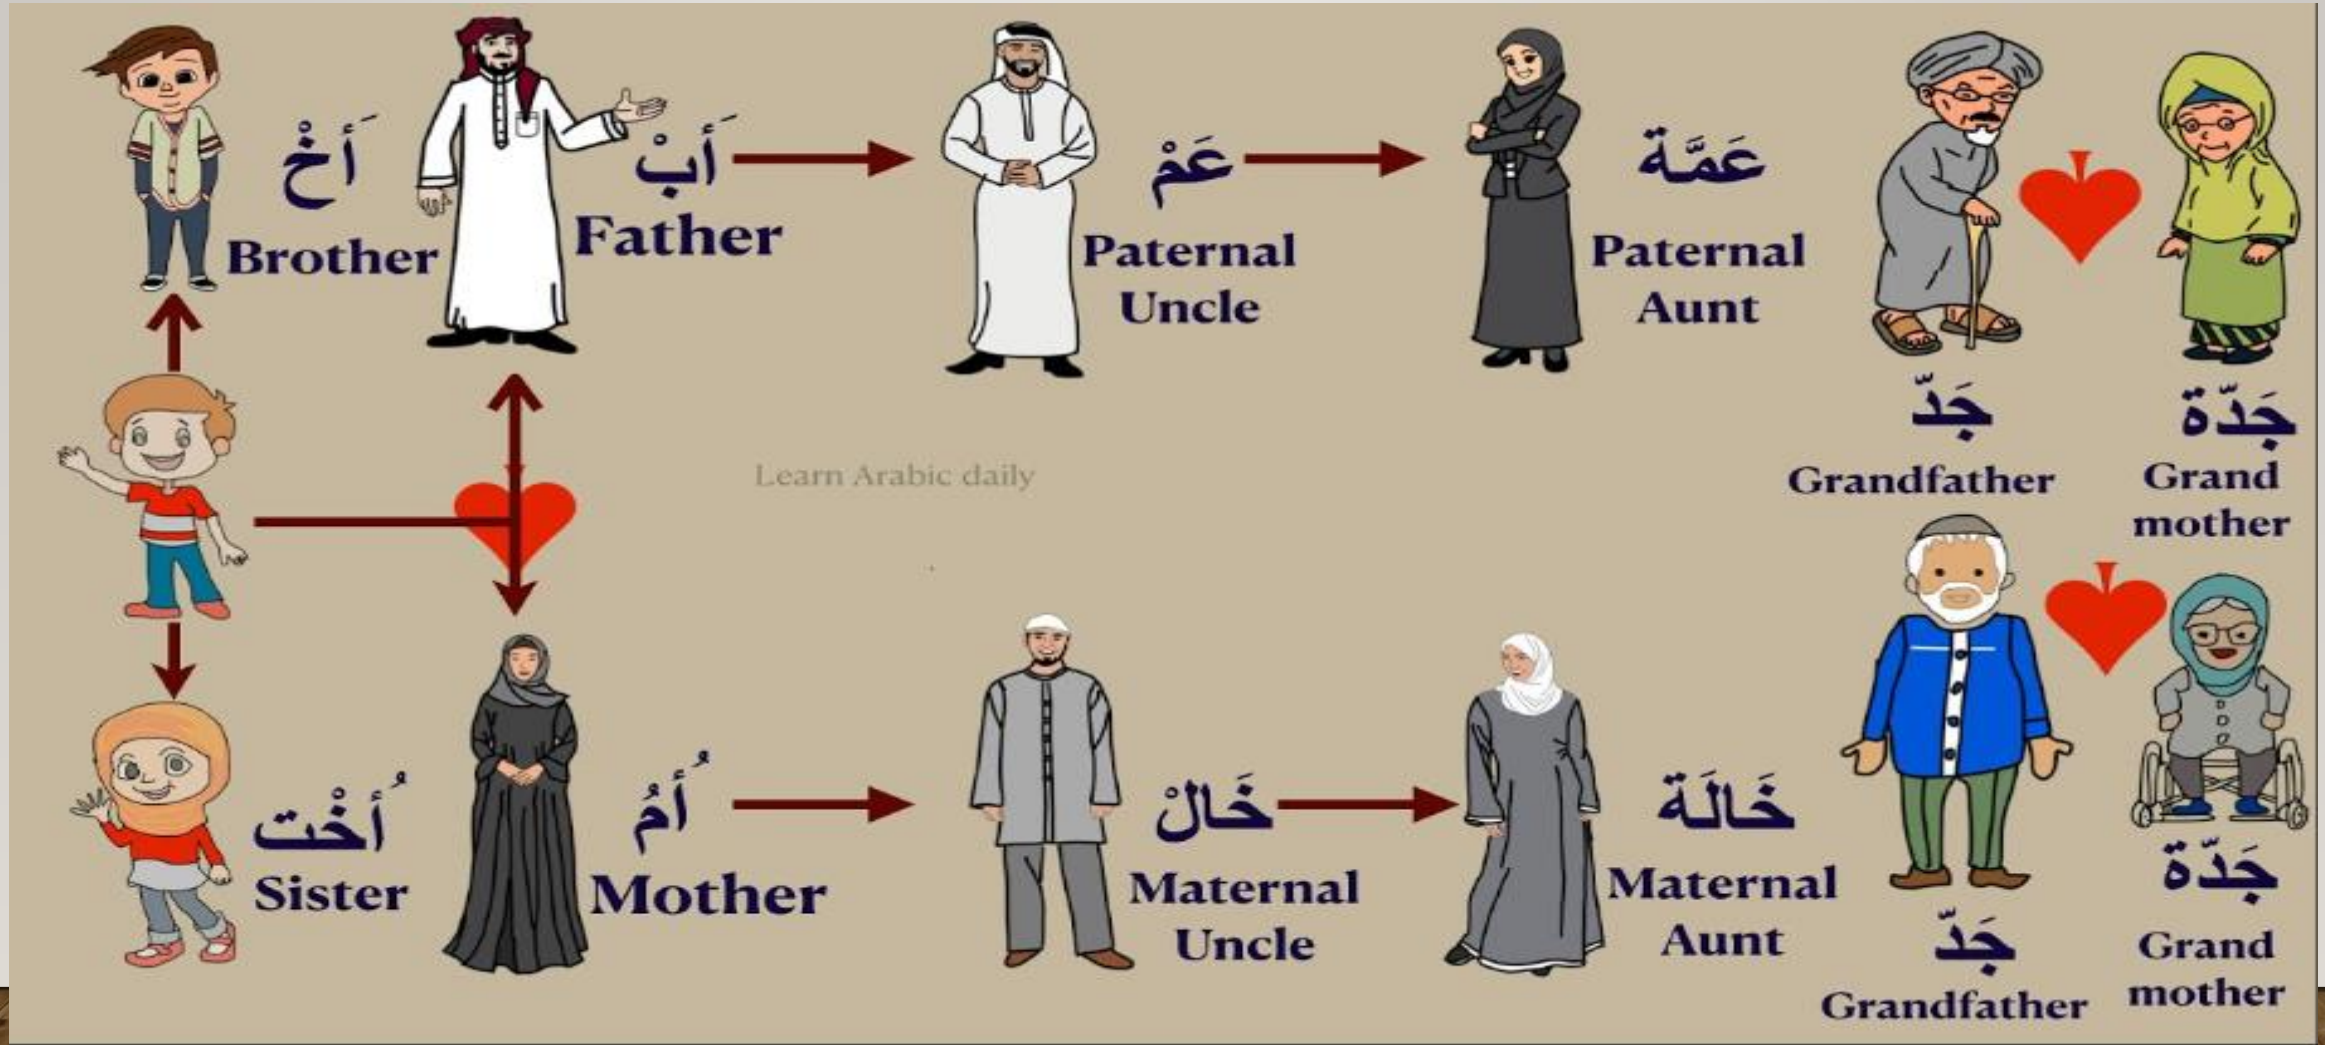 أَخْ
Brother
أَبْ
Father
عَمْ
Paternal
Uncle
عَمَّة
Paternal
Aunt
جَدّ
Grandfather
جَدّة
Grand
mother
Learn Arabic daily
أُخْت
Sister
أُمُ
Mother
خَالْ
Maternal
Uncle
خَالَة
Maternal
Aunt
جَدّ
Grandfather
جَدّة
Grand
mother